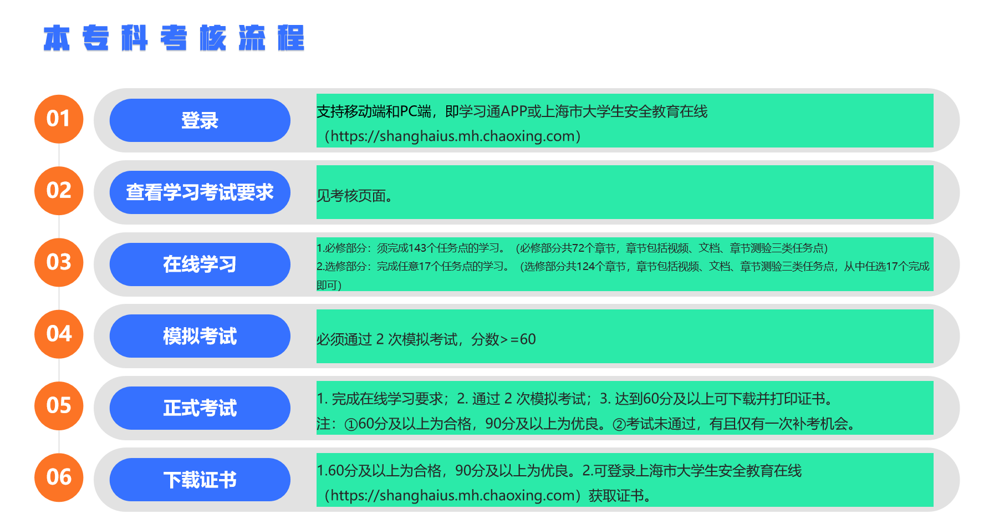 本专科考核流程
01
登录
支持移动端和PC端，即学习通APP或上海市大学生安全教育在线
（https://shanghaius.mh.chaoxing.com）
02
查看学习考试要求
见考核页面。
03
在线学习
1.必修部分：须完成143个任务点的学习。（必修部分共72个章节，章节包括视频、文档、章节测验三类任务点）
2.选修部分：完成任意17个任务点的学习。（选修部分共124个章节，章节包括视频、文档、章节测验三类任务点，从中任选17个完成
即可）
04
模拟考试
必须通过 2 次模拟考试，分数>=60
05
正式考试
1. 完成在线学习要求；2. 通过 2 次模拟考试；3. 达到60分及以上可下载并打印证书。
注：①60分及以上为合格，90分及以上为优良。②考试未通过，有且仅有一次补考机会。
06
下载证书
1.60分及以上为合格，90分及以上为优良。2.可登录上海市大学生安全教育在线
（https://shanghaius.mh.chaoxing.com）获取证书。